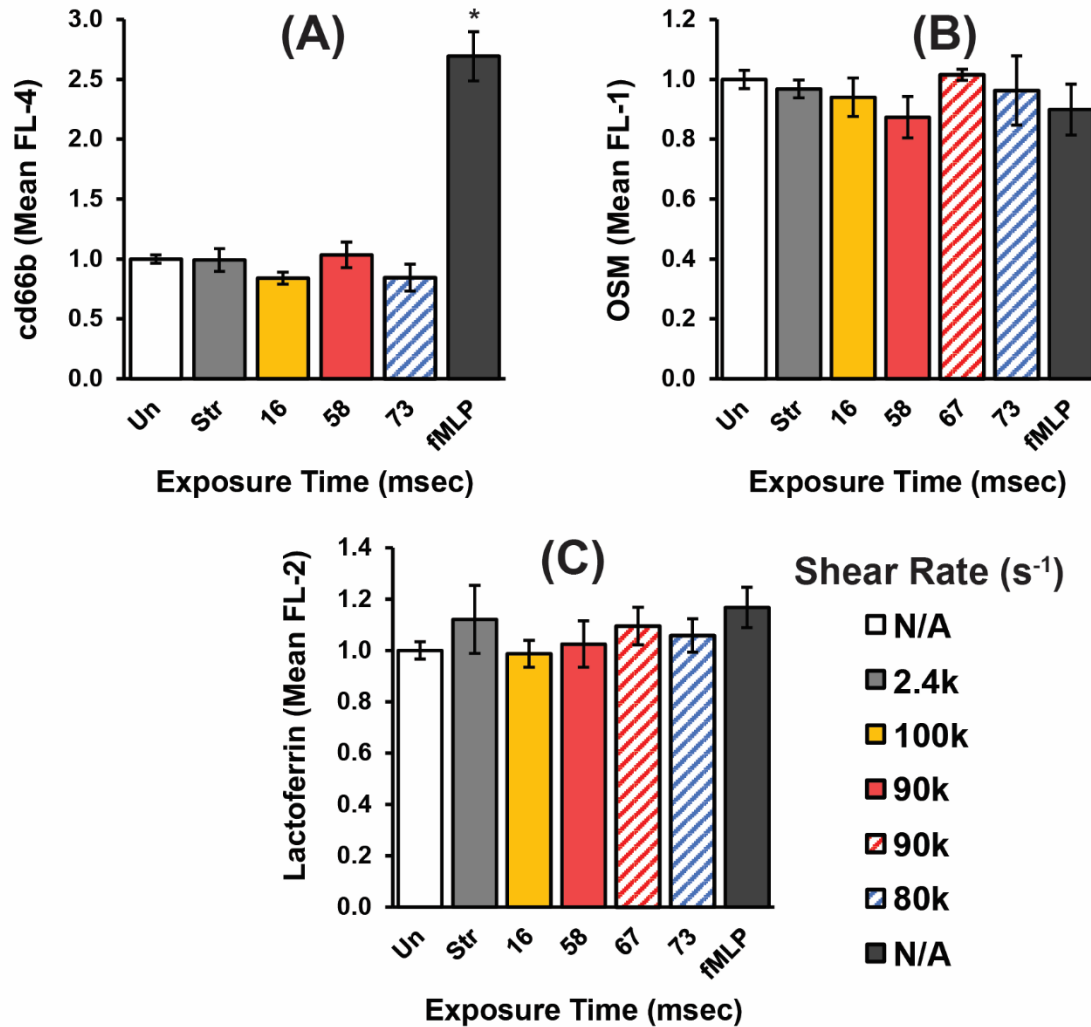 (A)
*
cd66b (Mean FL-4)
3.0
2.5
2.0
1.5
1.0
0.5
0.0
Un
Str
16
58
73
fMLP
Exposure Time (msec)
(B)
OSM (Mean FL-1)
1.2
1.0
0.8
0.6
0.4
0.2
0.0
Un
Str
16
58
67
73
fMLP
Exposure Time (msec)
(C)
Lactoferrin (Mean FL-2)
1.4
1.2
1.0
0.8
0.6
0.4
0.2
0.0
Un
Str
16
58
67
73
fMLP
Exposure Time (msec)
Shear Rate (s⁻¹)
N/A
2.4k
100k
90k
90k
80k
N/A